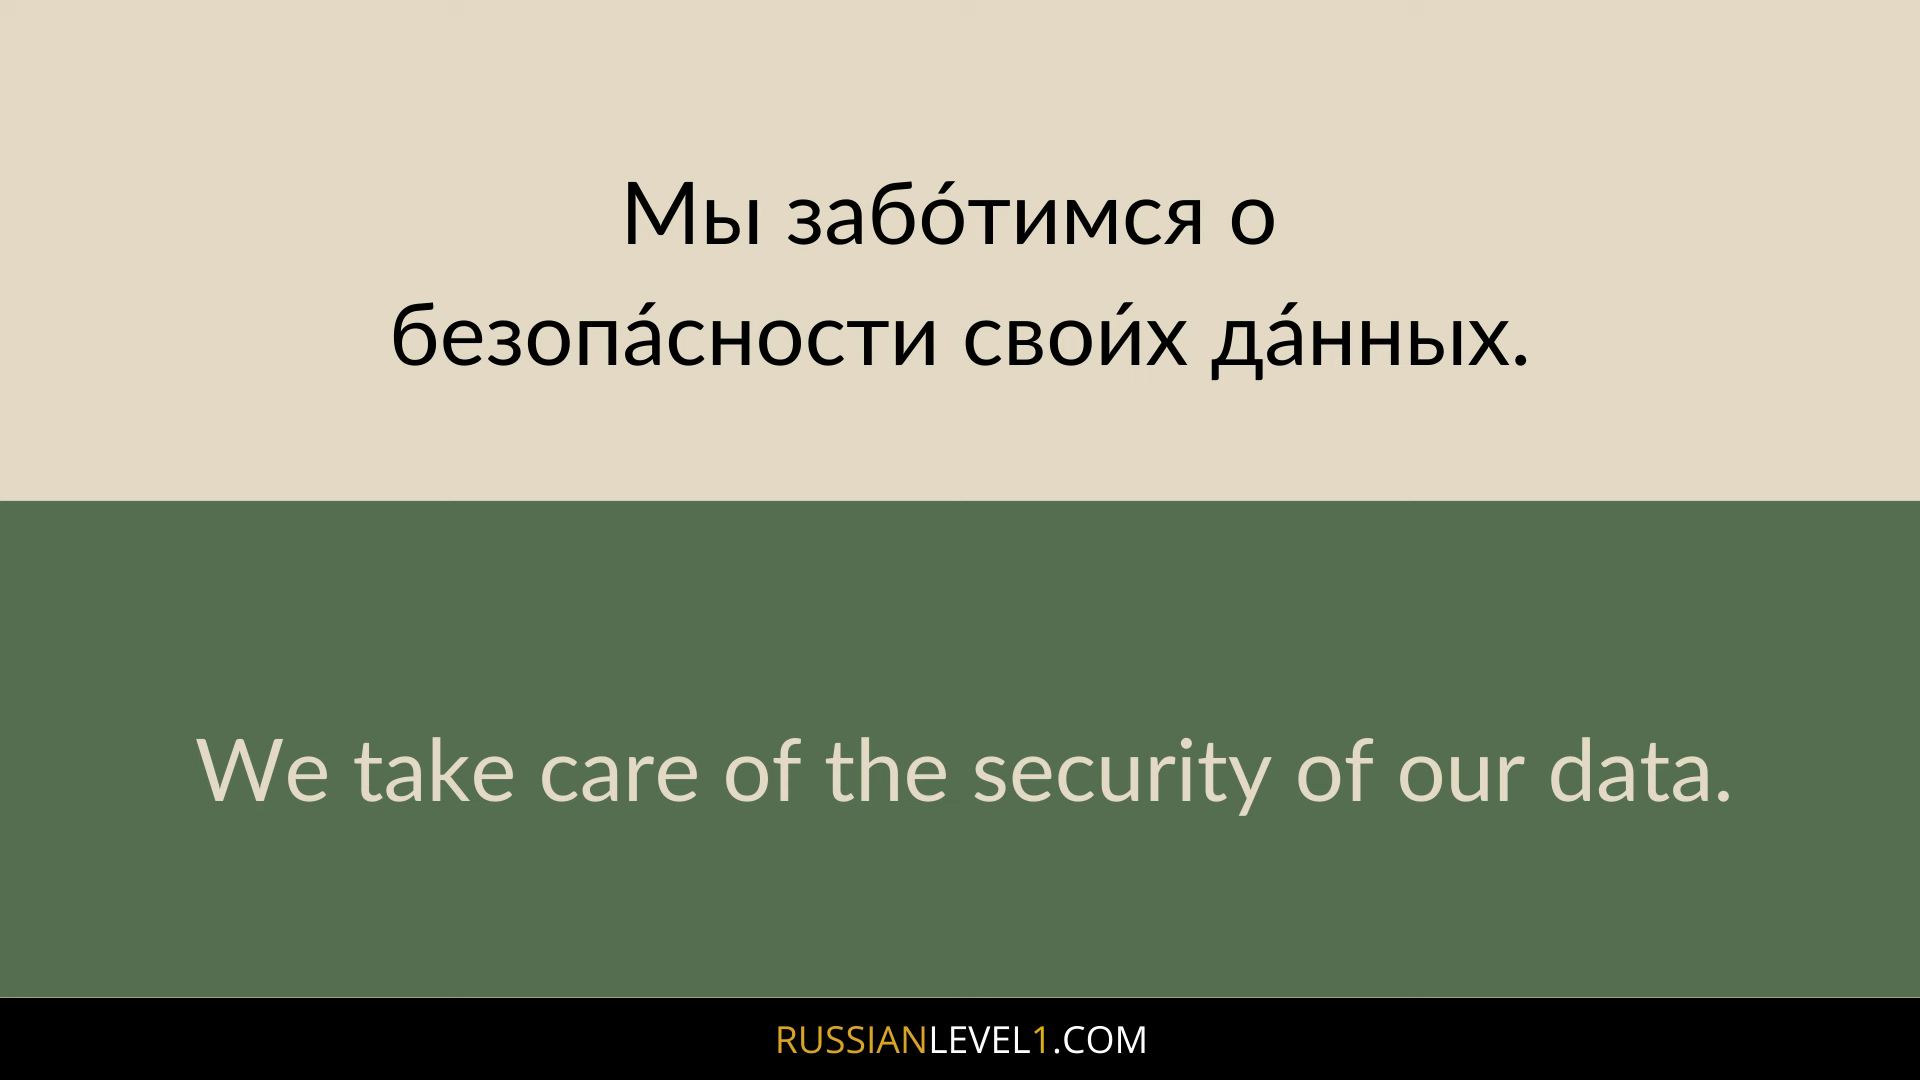 Мы забо́тимся о
безопа́сности свои́х да́нных.
We take care of the security of our data.
RUSSIANLEVEL1.COM